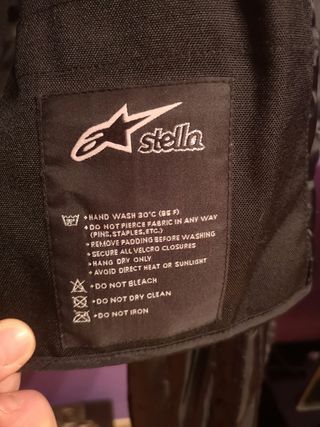 stella
• HAND WASH 30°C (85 F)
• DO NOT PIERCE FABRIC IN ANY WAY
(PINS, STAPLES, ETC.)
• REMOVE PADDING BEFORE WASHING
• SECURE ALL VELCRO CLOSURES
• HANG DRY ONLY
• AVOID DIRECT HEAT OR SUNLIGHT
• DO NOT BLEACH
• DO NOT DRY CLEAN
• DO NOT IRON